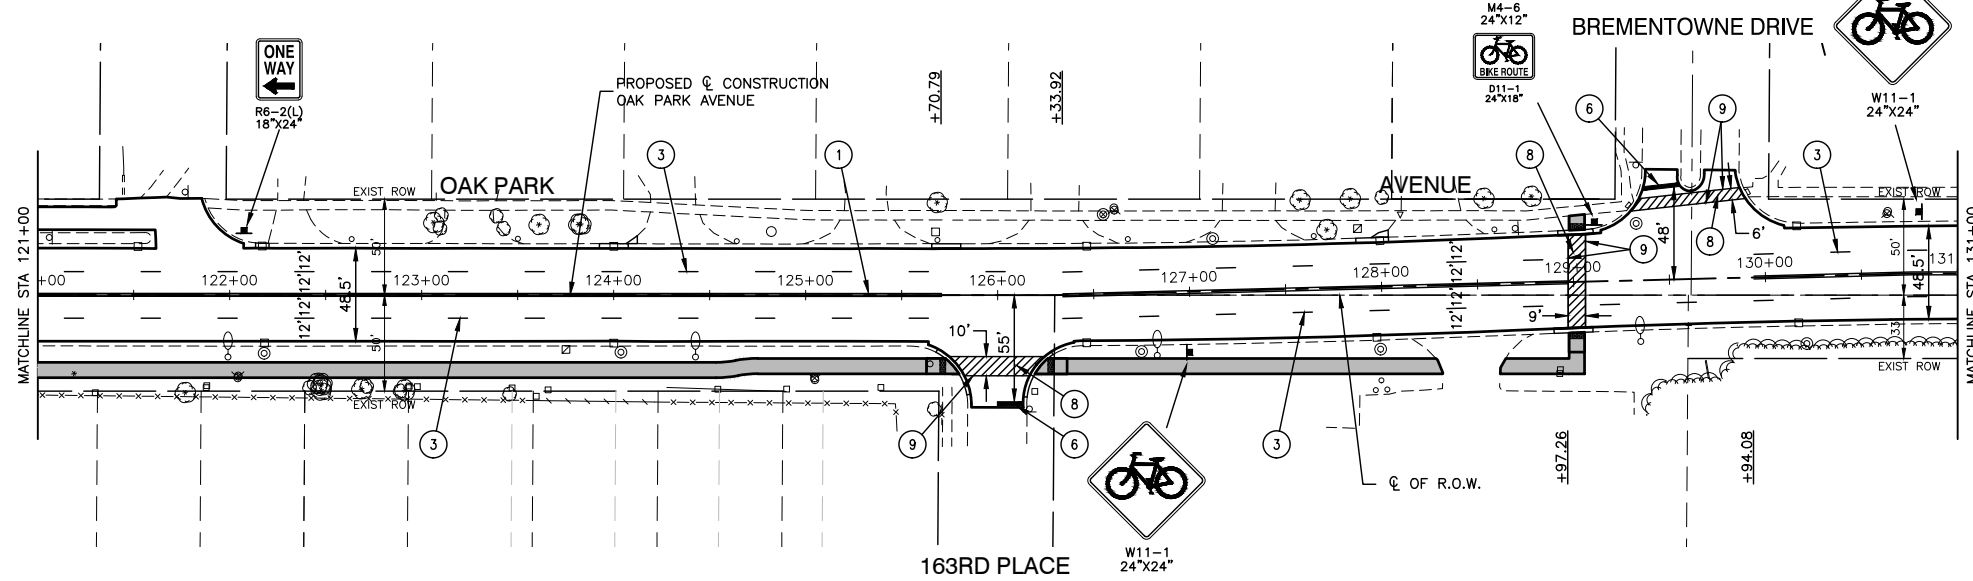 M4-6
24"X12"
BREMENTOWNE DRIVE
ONE
WAY
R6-2(L)
18"X24"
PROPOSED ℄ CONSTRUCTION
OAK PARK AVENUE
+70.79
+33.92
BIKE ROUTE
D11-1
24"X18"
W11-1
24"X24"
6
9
3
1
8
3
EXIST ROW
OAK PARK
AVENUE
EXIST ROW
MATCHLINE STA 121+00
50'
12'
12'
48'
9
8
6'
50'
MATCHLINE STA 131+00
+00
122+00
123+00
124+00
125+00
126+00
127+00
128+00
129+00
130+00
131
48.5'
12'
12'
12'
12'
48.5'
12'
12'
50'
3
10'
55'
3
9'
33'
EXIST ROW
EXIST ROW
8
9
6
3
+97.26
+94.08
℄ OF R.O.W.
W11-1
24"X24"
163RD PLACE